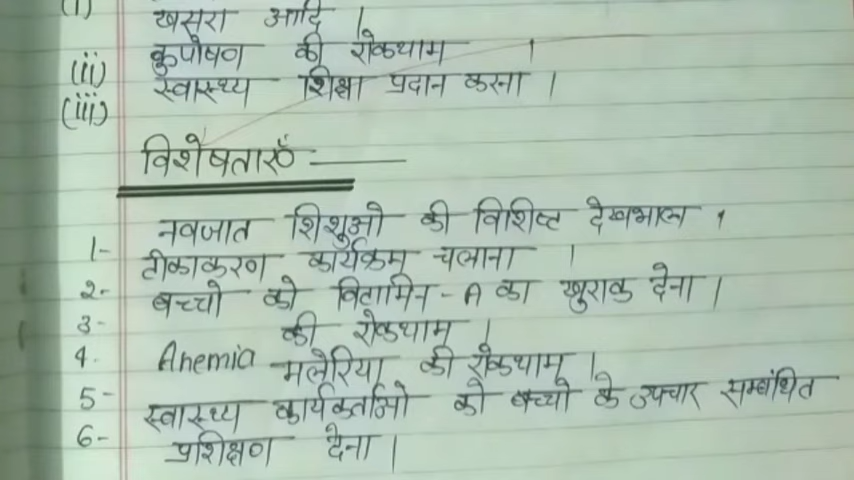 (i) खसरा आदि ।
(ii) कुपोषण की रोकथाम ।
(iii) स्वास्थ्य शिक्षा प्रदान करना ।
विशेषताएँ —
1- नवजात शिशुओ की विशिष्ट देखभाल ।
2- टीकाकरण कार्यक्रम चलाना ।
3- बच्चो को विटामिन - A का खुराक देना ।
4. Anemia की रोकथाम ।
5- मलेरिया की रोकथाम ।
6- स्वास्थ्य कार्यकर्ताओ को बच्चो के उपचार सम्बंधित
प्रशिक्षण देना ।